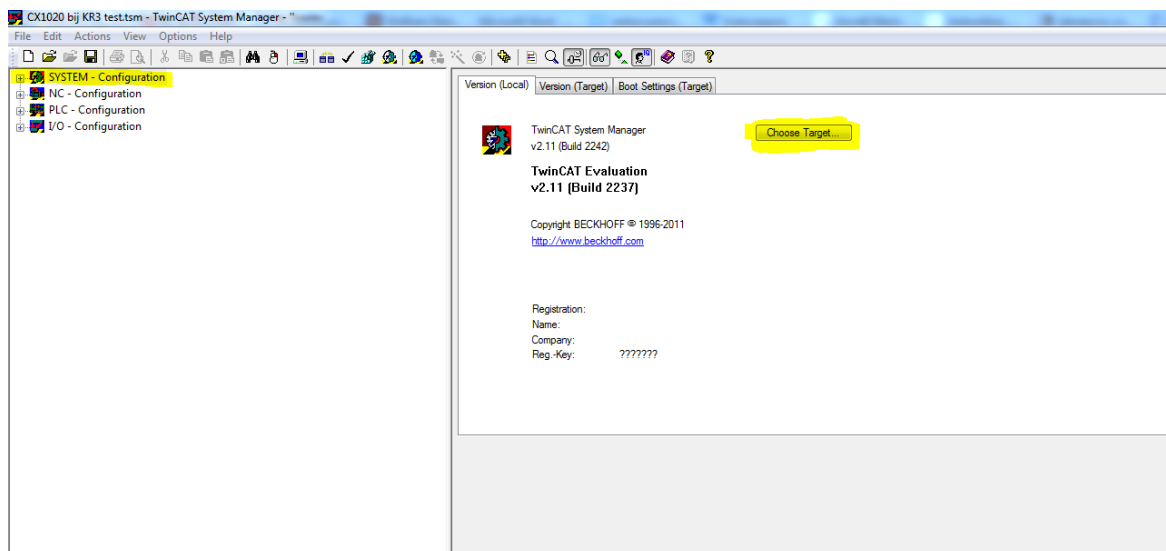 CX1020 bij KR3 test.tsm - TwinCAT System Manager - "
File Edit Actions View Options Help
SYSTEM - Configuration
NC - Configuration
PLC - Configuration
I/O - Configuration
Version (Local) Version (Target) Boot Settings (Target)
TwinCAT System Manager
v2.11 (Build 2242)
Choose Target...
TwinCAT Evaluation
v2.11 (Build 2237)
Copyright BECKHOFF © 1996-2011
http://www.beckhoff.com
Registration:
Name:
Company:
Reg.-Key: ???????